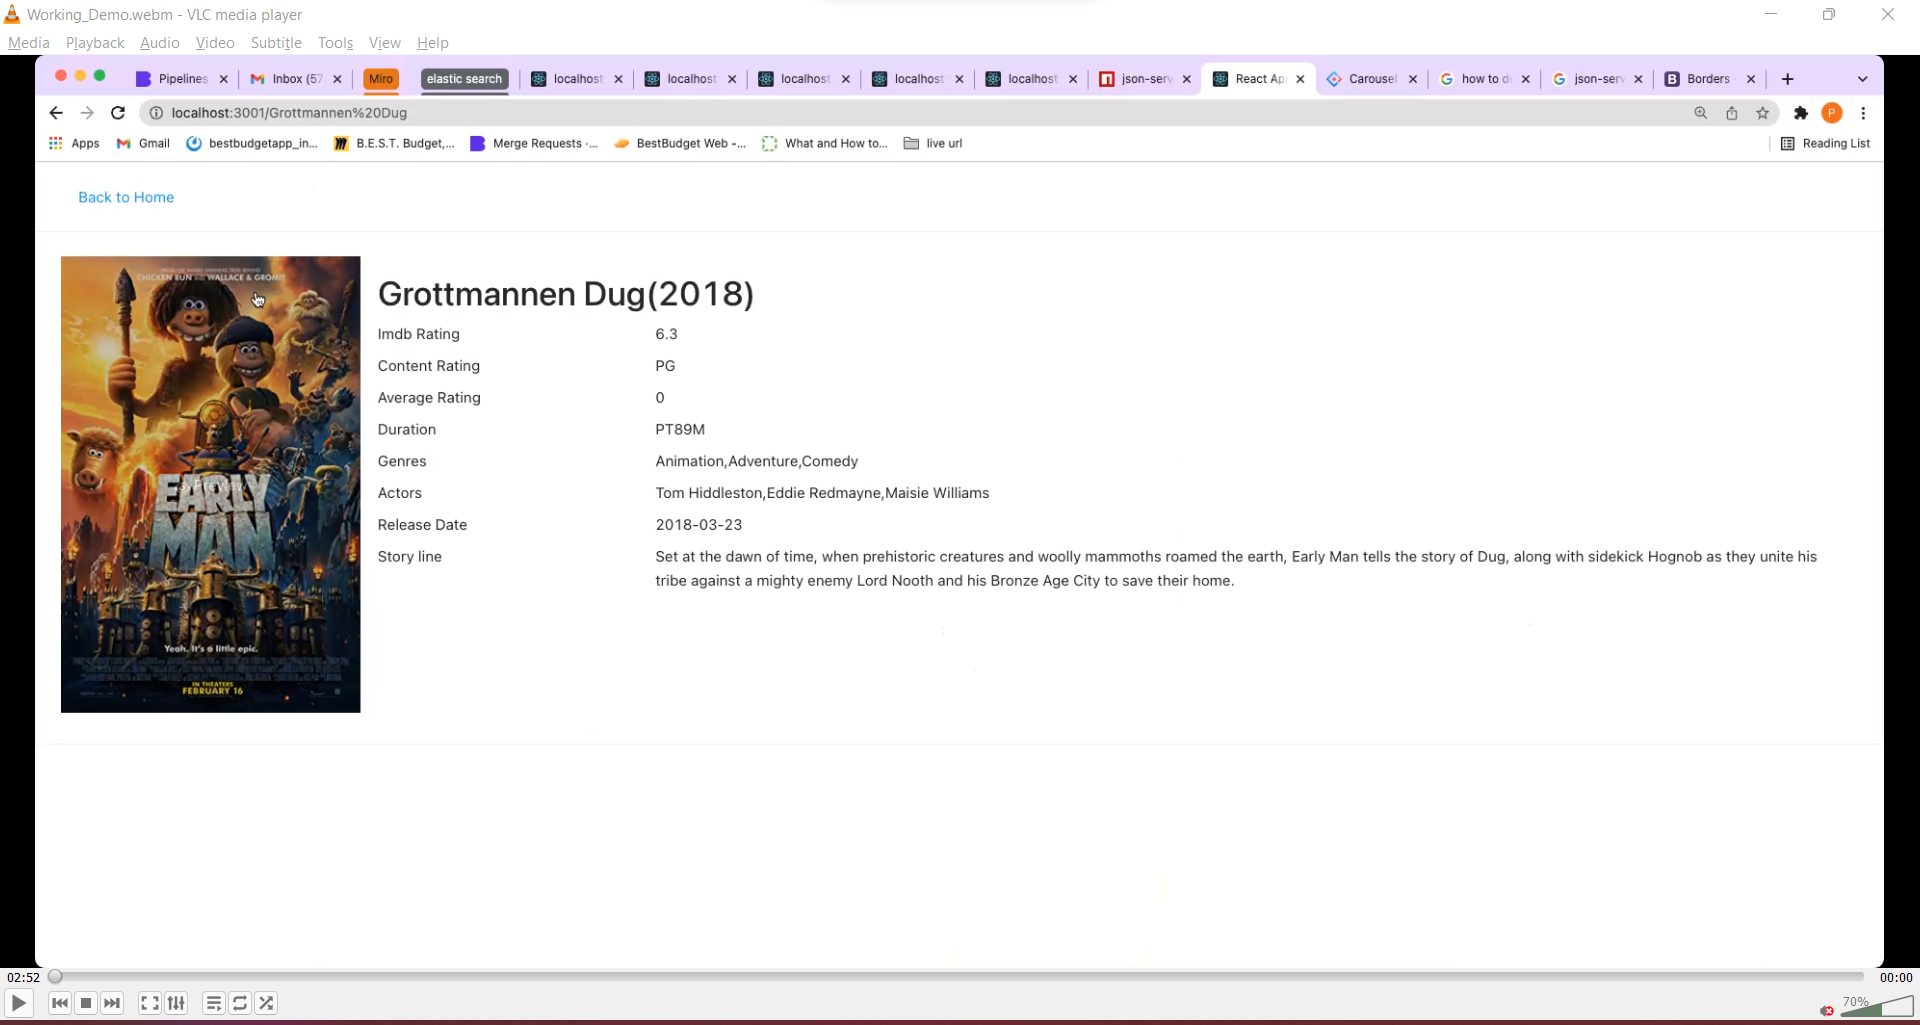 Working_Demo.webm - VLC media player
Media Playback Audio Video Subtitle Tools View Help
Pipelines Inbox (57 Miro elastic search localhost localhost localhost localhost localhost json-serv React Ap Carousel how to d json-serv Borders
localhost:3001/Grottmannen%20Dug P
Apps Gmail bestbudgetapp_in... B.E.S.T. Budget,... Merge Requests ·... BestBudget Web -... What and How to... live url Reading List
Back to Home
CHICKEN RUN AND WALLACE & GROMIT
EARLY
MAN
Yeah. It's a little epic.
IN THEATERS
FEBRUARY 16
Grottmannen Dug(2018)
Imdb Rating 6.3
Content Rating PG
Average Rating 0
Duration PT89M
Genres Animation,Adventure,Comedy
Actors Tom Hiddleston,Eddie Redmayne,Maisie Williams
Release Date 2018-03-23
Story line Set at the dawn of time, when prehistoric creatures and woolly mammoths roamed the earth, Early Man tells the story of Dug, along with sidekick Hognob as they unite his
tribe against a mighty enemy Lord Nooth and his Bronze Age City to save their home.
02:52 00:00
70%